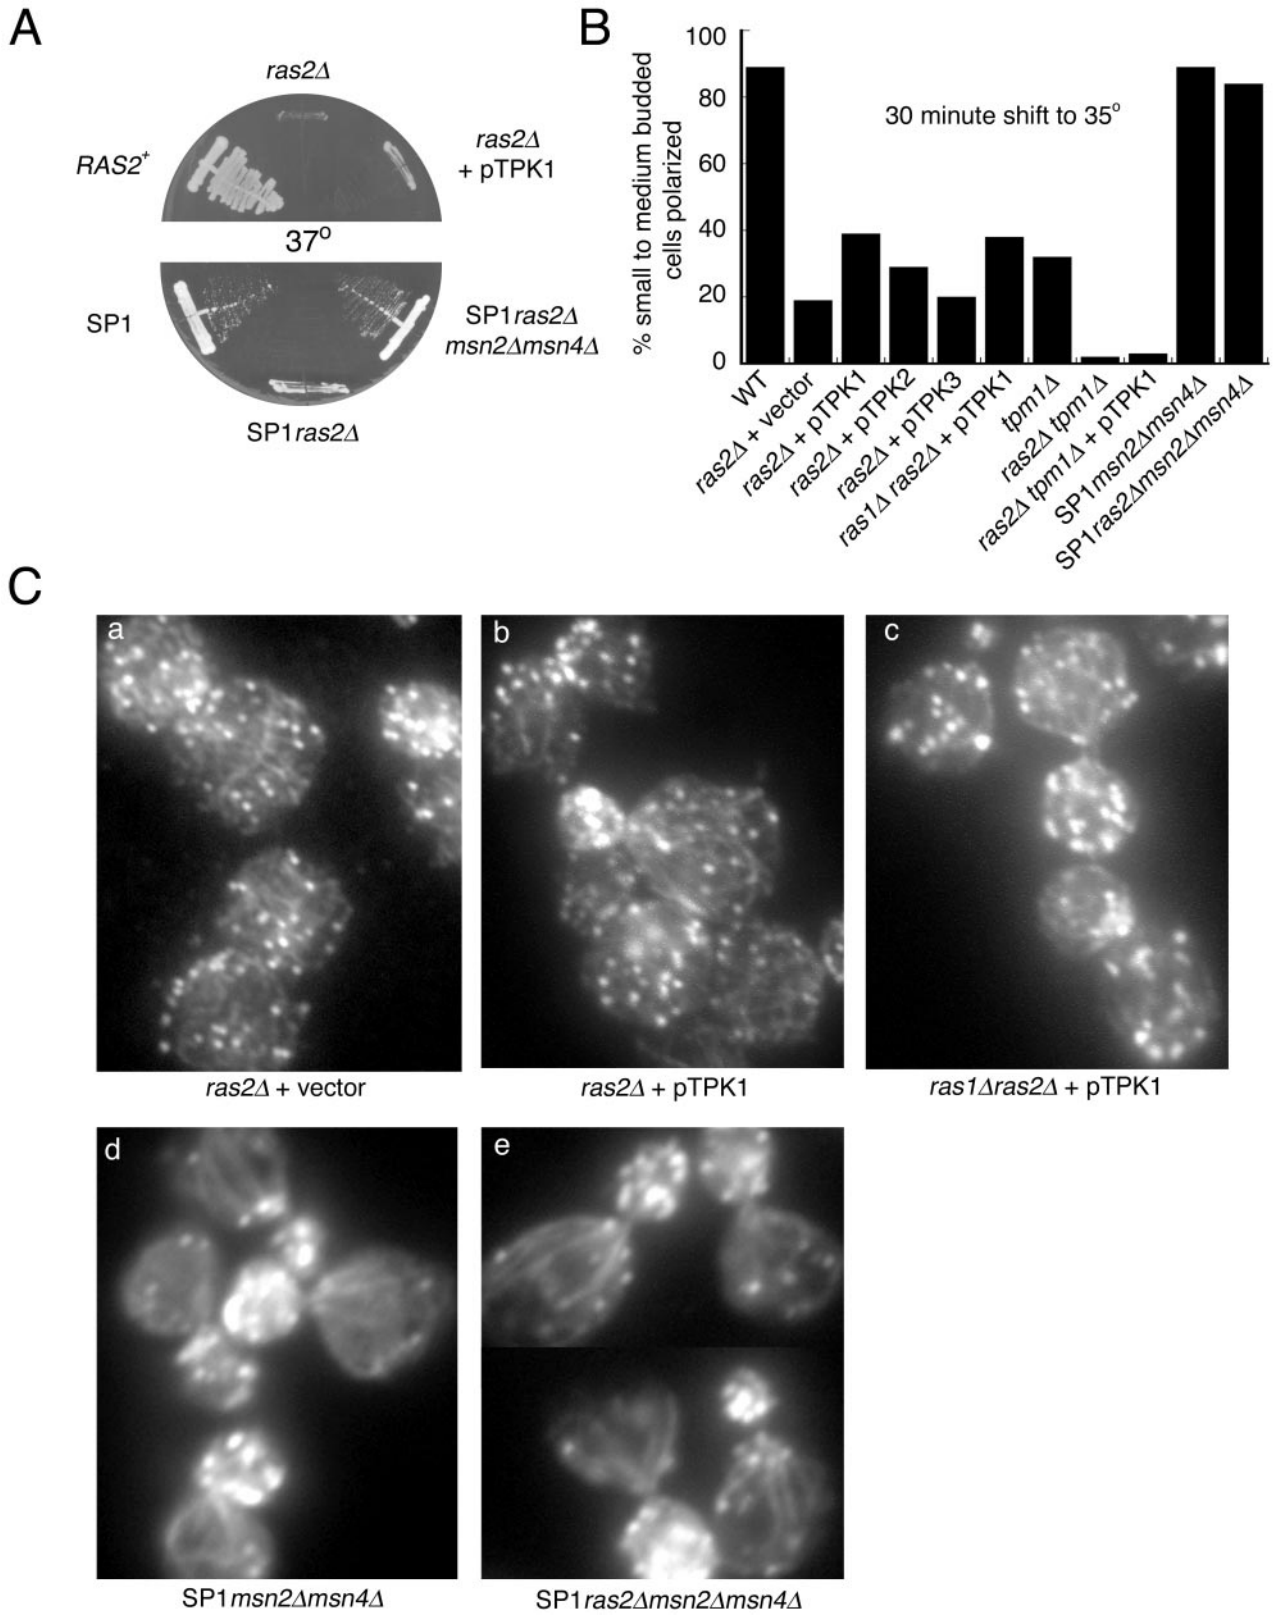 A
ras2Δ
RAS2+
ras2Δ
+ pTPK1
37°
SP1
SP1ras2Δ
msn2Δmsn4Δ
SP1ras2Δ
B
% small to medium budded
cells polarized
100
80
60
40
20
0
30 minute shift to 35°
WT
ras2Δ + vector
ras2Δ + pTPK1
ras2Δ + pTPK2
ras2Δ + pTPK3
ras1Δ ras2Δ + pTPK1
tpm1Δ
ras2Δ tpm1Δ
ras2Δ tpm1Δ + pTPK1
SP1msn2Δmsn4Δ
SP1ras2Δmsn2Δmsn4Δ
C
a
b
c
ras2Δ + vector
ras2Δ + pTPK1
ras1Δras2Δ + pTPK1
d
e
SP1msn2Δmsn4Δ
SP1ras2Δmsn2Δmsn4Δ